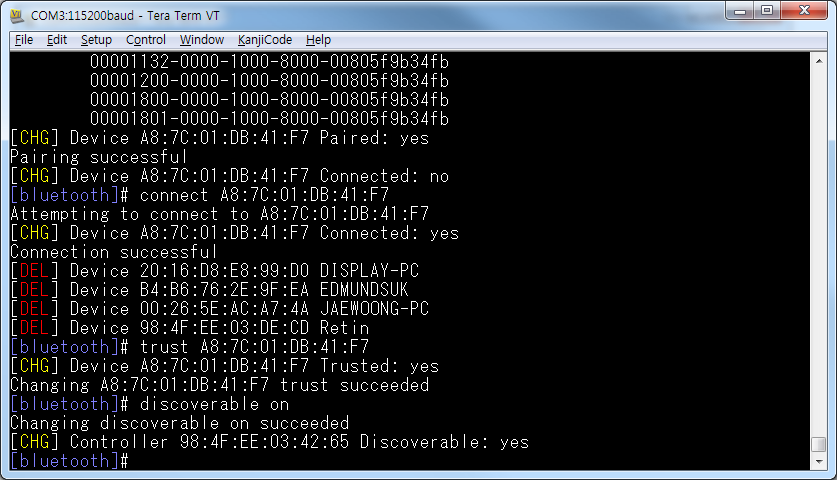 COM3:115200baud - Tera Term VT
File Edit Setup Control Window KanjiCode Help
00001132-0000-1000-8000-00805f9b34fb
00001200-0000-1000-8000-00805f9b34fb
00001800-0000-1000-8000-00805f9b34fb
00001801-0000-1000-8000-00805f9b34fb
[CHG] Device A8:7C:01:DB:41:F7 Paired: yes
Pairing successful
[CHG] Device A8:7C:01:DB:41:F7 Connected: no
[bluetooth]# connect A8:7C:01:DB:41:F7
Attempting to connect to A8:7C:01:DB:41:F7
[CHG] Device A8:7C:01:DB:41:F7 Connected: yes
Connection successful
[DEL] Device 20:16:D8:E8:99:D0 DISPLAY-PC
[DEL] Device B4:B6:76:2E:9F:EA EDMUNDSUK
[DEL] Device 00:26:5E:AC:A7:4A JAEWOONG-PC
[DEL] Device 98:4F:EE:03:DE:CD Retin
[bluetooth]# trust A8:7C:01:DB:41:F7
[CHG] Device A8:7C:01:DB:41:F7 Trusted: yes
Changing A8:7C:01:DB:41:F7 trust succeeded
[bluetooth]# discoverable on
Changing discoverable on succeeded
[CHG] Controller 98:4F:EE:03:42:65 Discoverable: yes
[bluetooth]#